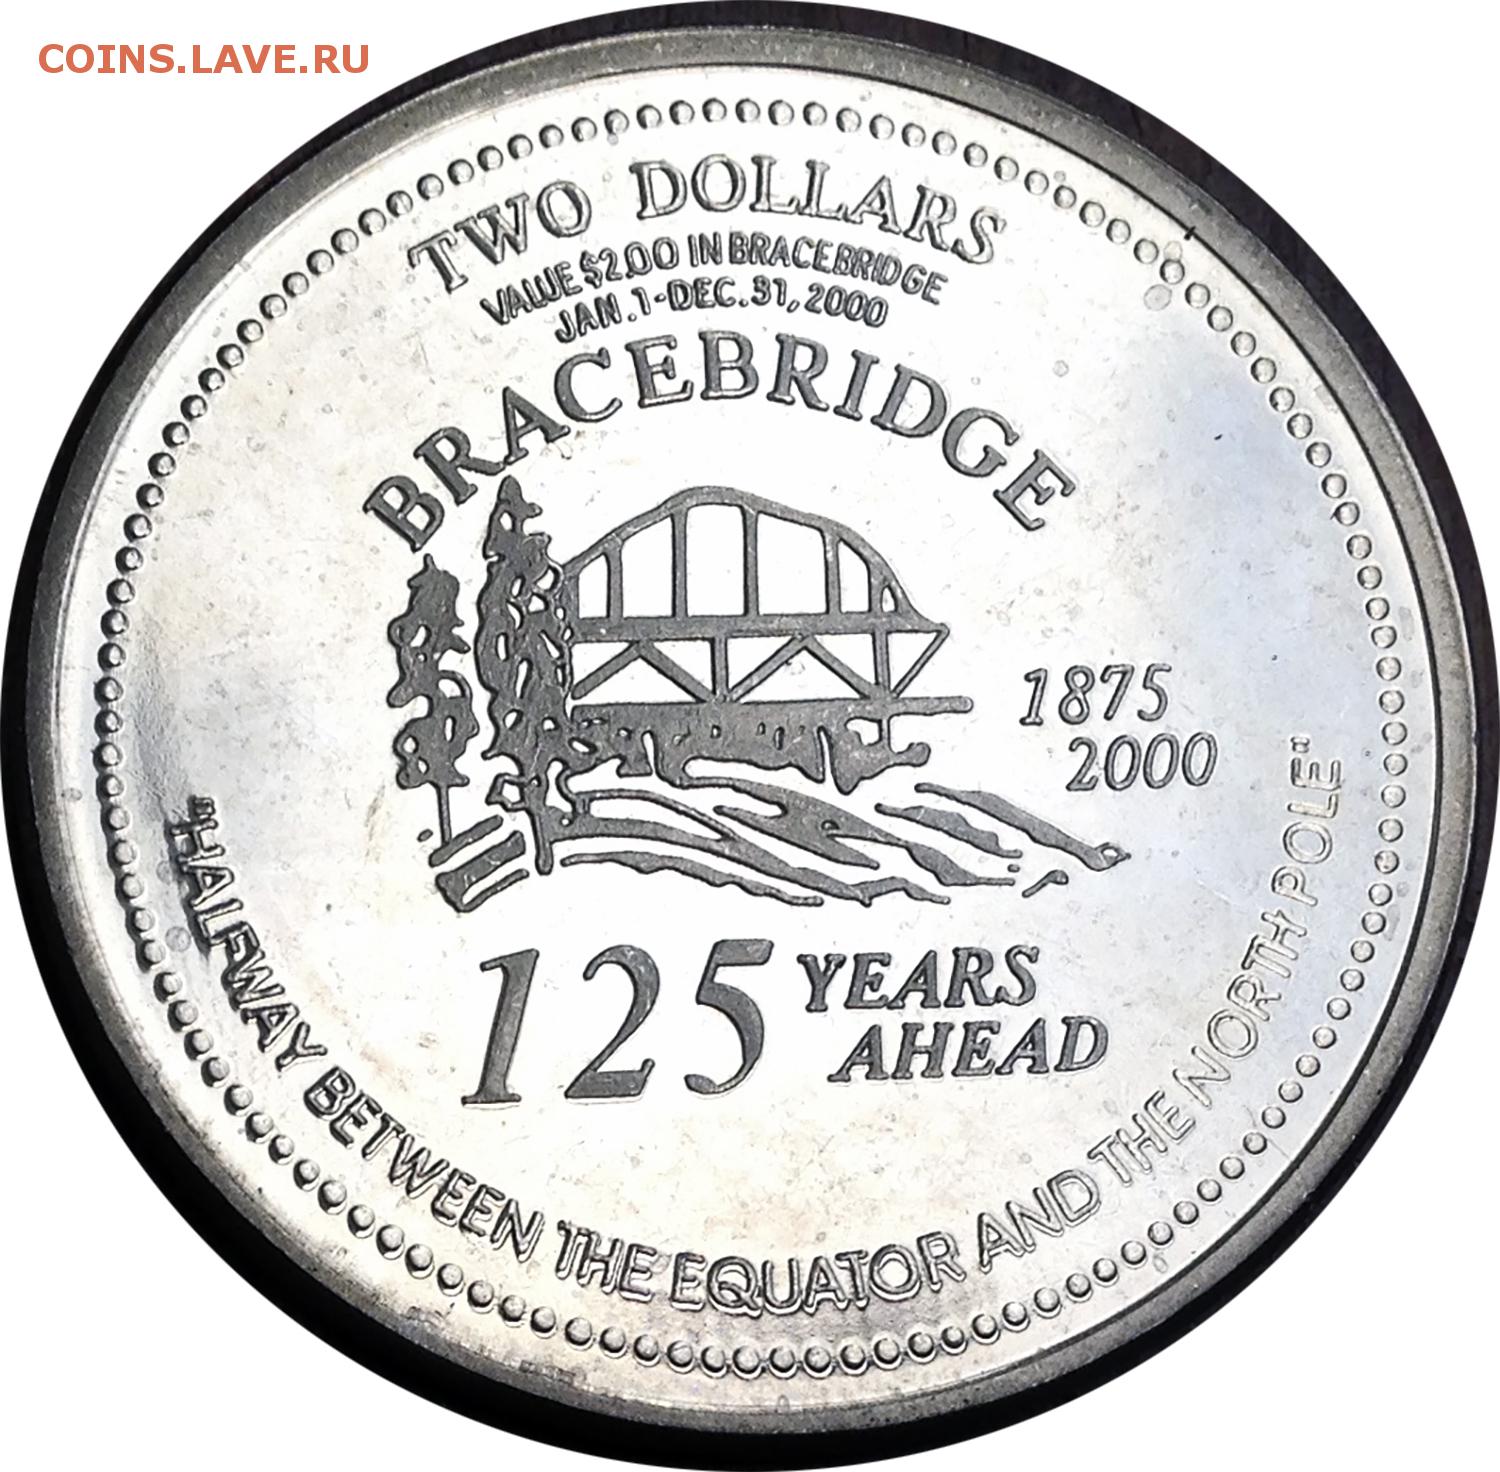 COINS.LAVE.RU
TWO DOLLARS
VALUE $2.00 IN BRACEBRIDGE
JAN. 1-DEC. 31, 2000
BRACEBRIDGE
1875
2000
125 YEARS
AHEAD
"HALFWAY BETWEEN THE EQUATOR AND THE NORTH POLE"